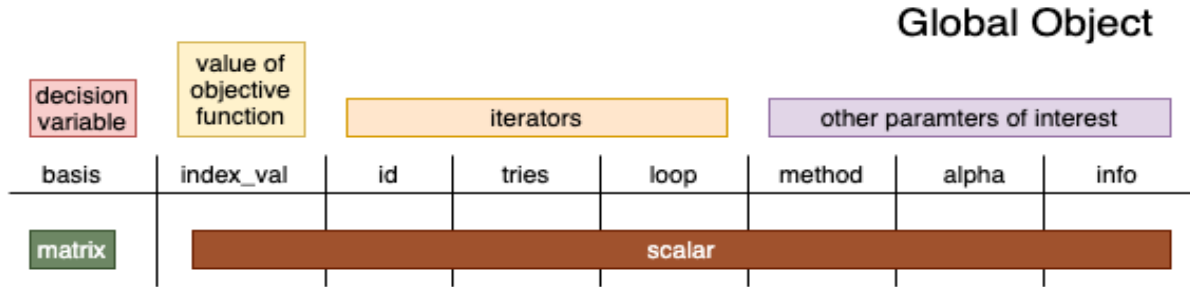 Global Object
decision
variable
value of
objective
function
iterators
other paramters of interest
basis index_val id tries loop method alpha info
matrix scalar